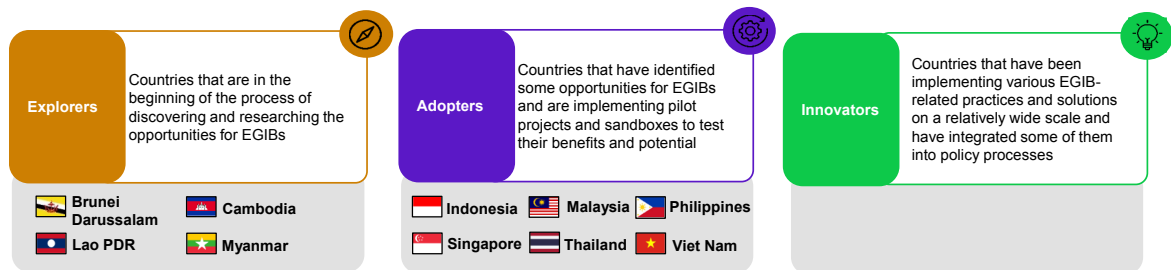 Explorers
Countries that are in the
beginning of the process of
discovering and researching the
opportunities for EGIBs
Brunei
Darussalam
Cambodia
Lao PDR
Myanmar
Adopters
Countries that have identified
some opportunities for EGIBs
and are implementing pilot
projects and sandboxes to test
their benefits and potential
Indonesia
Malaysia
Philippines
Singapore
Thailand
Viet Nam
Innovators
Countries that have been
implementing various EGIB-
related practices and solutions
on a relatively wide scale and
have integrated some of them
into policy processes